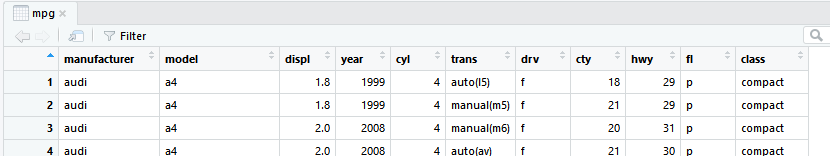 mpg
Filter
manufacturer model displ year cyl trans drv cty hwy fl class
1 audi a4 1.8 1999 4 auto(l5) f 18 29 p compact
2 audi a4 1.8 1999 4 manual(m5) f 21 29 p compact
3 audi a4 2.0 2008 4 manual(m6) f 20 31 p compact
4 audi a4 2.0 2008 4 auto(av) f 21 30 p compact